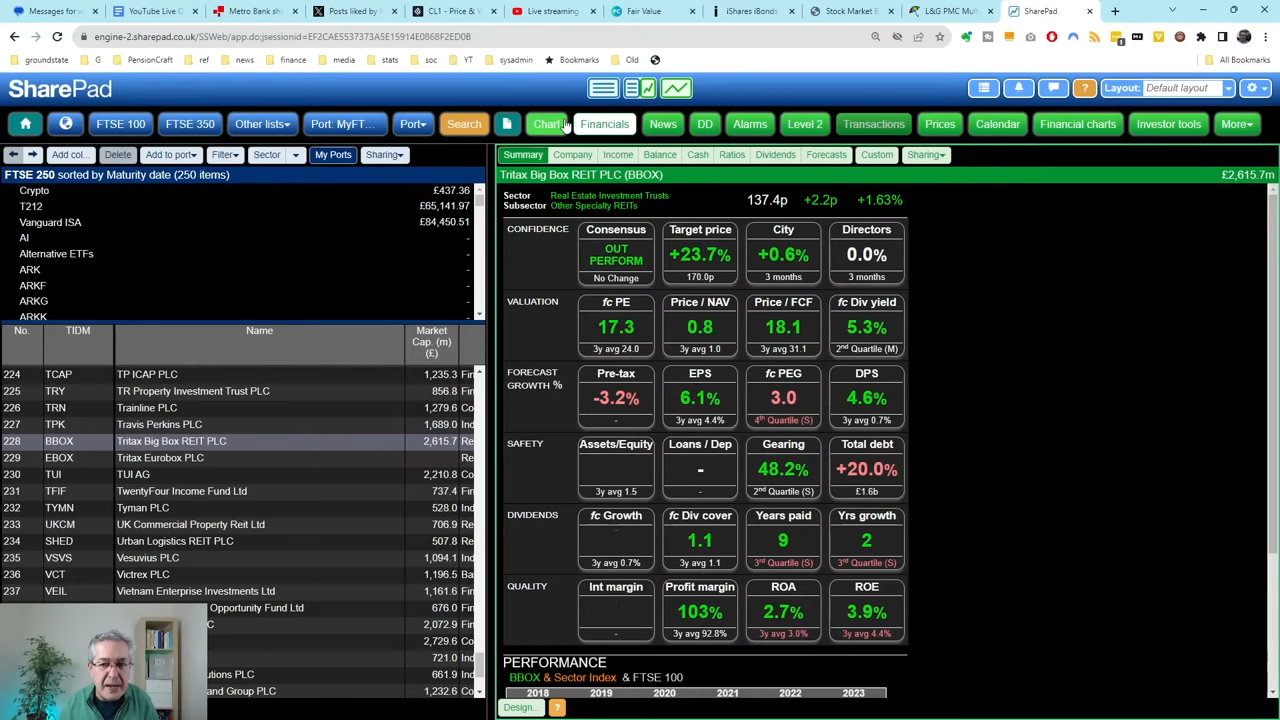 Messages for w
YouTube Live O
Metro Bank sha
Posts liked by P
CL1 - Price & V
Live streaming
Fair Value
iShares iBonds
Stock Market B
L&G PMC Mult
SharePad
engine-2.sharepad.co.uk/SSWeb/app.do;jsessionid=EF2CAE5537373A5E15914E0868F2D0B
groundstate
G
PensionCraft
ref
news
finance
media
stats
soc
YT
sysadmin
Bookmarks
Old
All Bookmarks
SharePad
Layout: Default layout
FTSE 100
FTSE 350
Other lists
Port: MyFT...
Port
Search
Chart
Financials
News
DD
Alarms
Level 2
Transactions
Prices
Calendar
Financial charts
Investor tools
More
Add col...
Delete
Add to port
Filter
Sector
My Ports
Sharing
Summary
Company
Income
Balance
Cash
Ratios
Dividends
Forecasts
Custom
Sharing
FTSE 250 sorted by Maturity date (250 items)
Crypto £437.36
T212 £65,141.97
Vanguard ISA £84,450.51
AI -
Alternative ETFs -
ARK -
ARKF -
ARKG -
ARKK
No. TIDM Name Market
Cap. (m)
(£)
224 TCAP TP ICAP PLC 1,235.3 Fin
225 TRY TR Property Investment Trust PLC 856.8 Fin
226 TRN Trainline PLC 1,279.6 Co
227 TPK Travis Perkins PLC 1,689.0 Ind
228 BBOX Tritax Big Box REIT PLC 2,615.7 Re
229 EBOX Tritax Eurobox PLC Re
230 TUI TUI AG 2,210.8 Co
231 TFIF TwentyFour Income Fund Ltd 737.4 Fin
232 TYMN Tyman PLC 528.0 Ind
233 UKCM UK Commercial Property Reit Ltd 706.9 Re
234 SHED Urban Logistics REIT PLC 507.8 Re
235 VSVS Vesuvius PLC 1,094.1 Ind
236 VCT Victrex PLC 1,196.5 Ba
237 VEIL Vietnam Enterprise Investments Ltd 1,161.6 Fin
Opportunity Fund Ltd 676.0 Fin
C 2,072.9 Ind
2,729.6
721.0
utions PLC 661.9
and Group PLC 1,232.6
Tritax Big Box REIT PLC (BBOX) £2,615.7m
Sector Real Estate Investment Trusts
Subsector Other Specialty REITs
137.4p +2.2p +1.63%
CONFIDENCE
Consensus
OUT
PERFORM
No Change
Target price
+23.7%
170.0p
City
+0.6%
3 months
Directors
0.0%
3 months
VALUATION
fc PE
17.3
3y avg 24.0
Price / NAV
0.8
3y avg 1.0
Price / FCF
18.1
3y avg 31.1
fc Div yield
5.3%
2nd Quartile (M)
FORECAST
GROWTH %
Pre-tax
-3.2%
-
EPS
6.1%
3y avg 4.4%
fc PEG
3.0
4th Quartile (S)
DPS
4.6%
3y avg 0.7%
SAFETY
Assets/Equity
3y avg 1.5
Loans / Dep
-
-
Gearing
48.2%
2nd Quartile (S)
Total debt
+20.0%
£1.6b
DIVIDENDS
fc Growth
3y avg 0.7%
fc Div cover
1.1
3y avg 1.1
Years paid
9
3rd Quartile (S)
Yrs growth
2
3rd Quartile (S)
QUALITY
Int margin
-
Profit margin
103%
3y avg 92.8%
ROA
2.7%
3y avg 3.0%
ROE
3.9%
3y avg 4.4%
PERFORMANCE
BBOX & Sector Index & FTSE 100
2018 2019 2020 2021 2022 2023
Design...